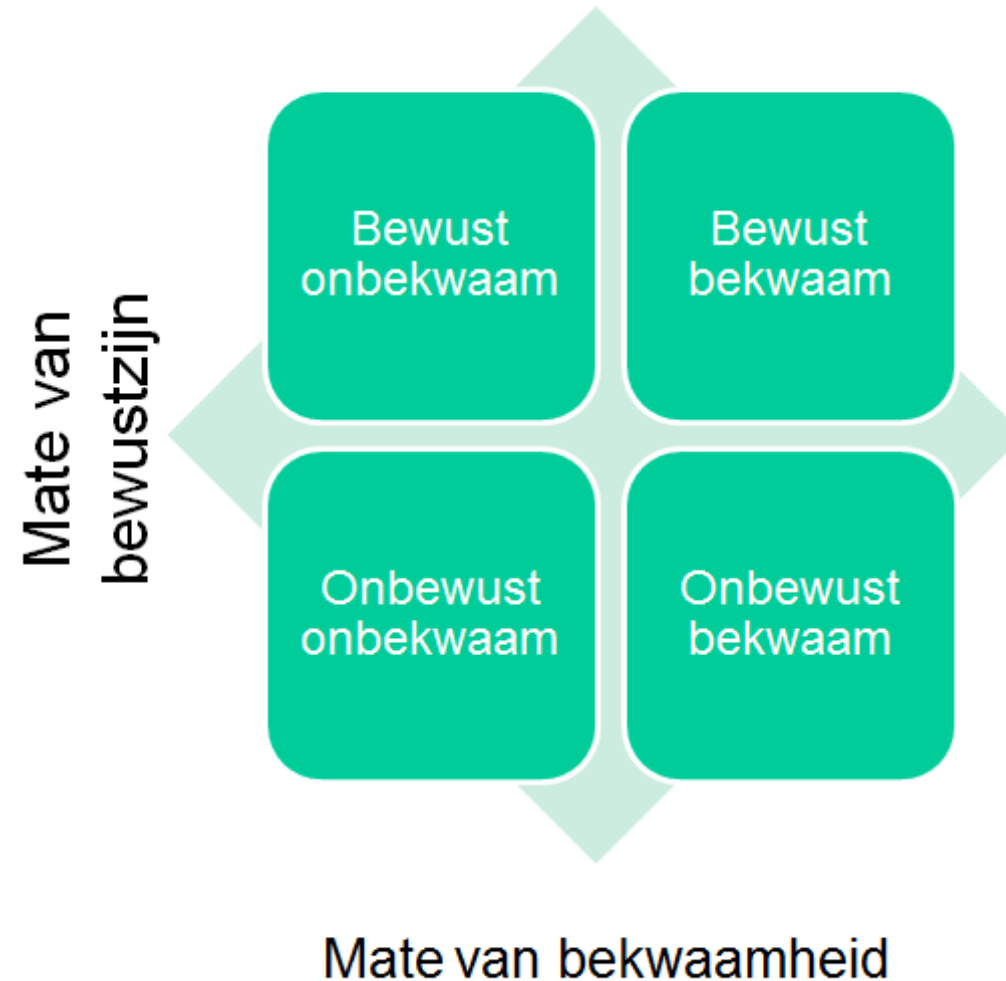 Mate van
bewustzijn
Bewust
onbekwaam
Bewust
bekwaam
Onbewust
onbekwaam
Onbewust
bekwaam
Mate van bekwaamheid